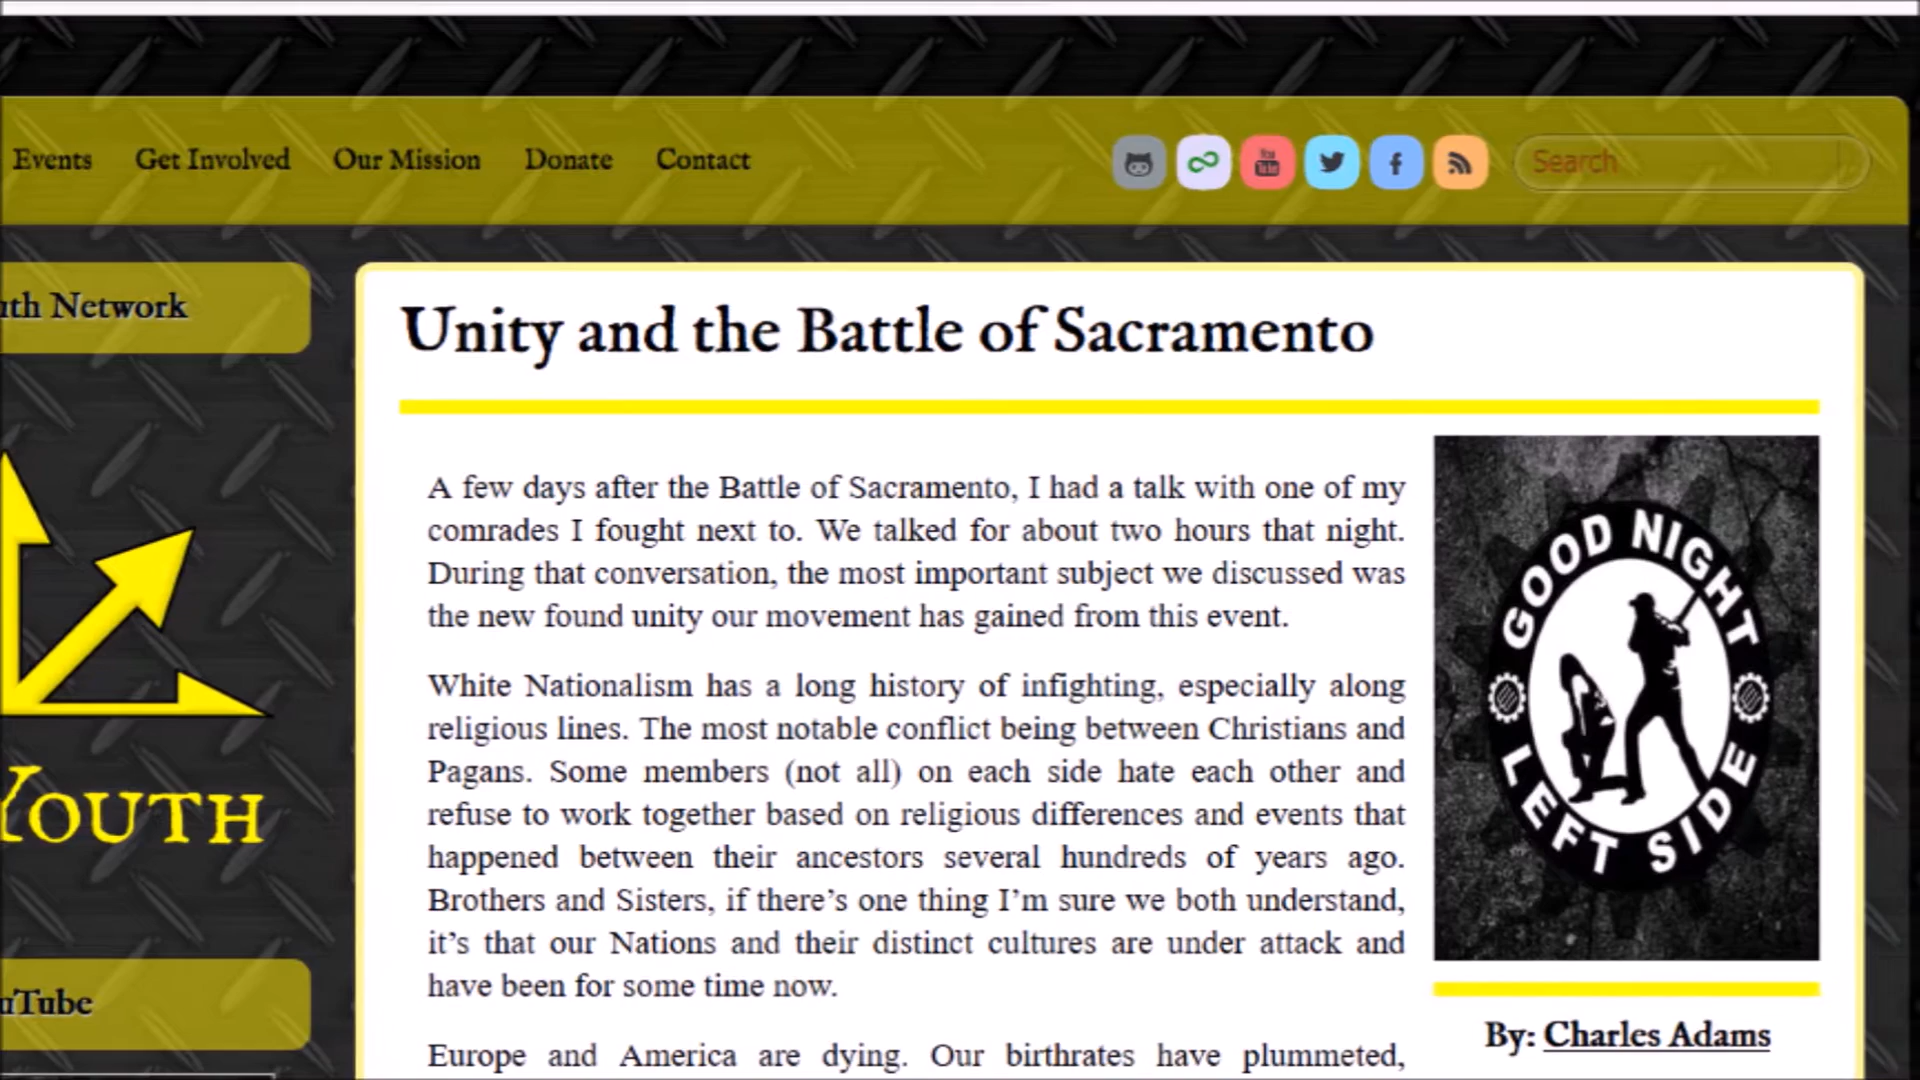 Events Get Involved Our Mission Donate Contact
You
Tube
Search
uth Network
YOUTH
uTube
Unity and the Battle of Sacramento
A few days after the Battle of Sacramento, I had a talk with one of my
comrades I fought next to. We talked for about two hours that night.
During that conversation, the most important subject we discussed was
the new found unity our movement has gained from this event.
White Nationalism has a long history of infighting, especially along
religious lines. The most notable conflict being between Christians and
Pagans. Some members (not all) on each side hate each other and
refuse to work together based on religious differences and events that
happened between their ancestors several hundreds of years ago.
Brothers and Sisters, if there’s one thing I’m sure we both understand,
it’s that our Nations and their distinct cultures are under attack and
have been for some time now.
Europe and America are dying. Our birthrates have plummeted,
GOOD NIGHT
LEFT SIDE
By: Charles Adams